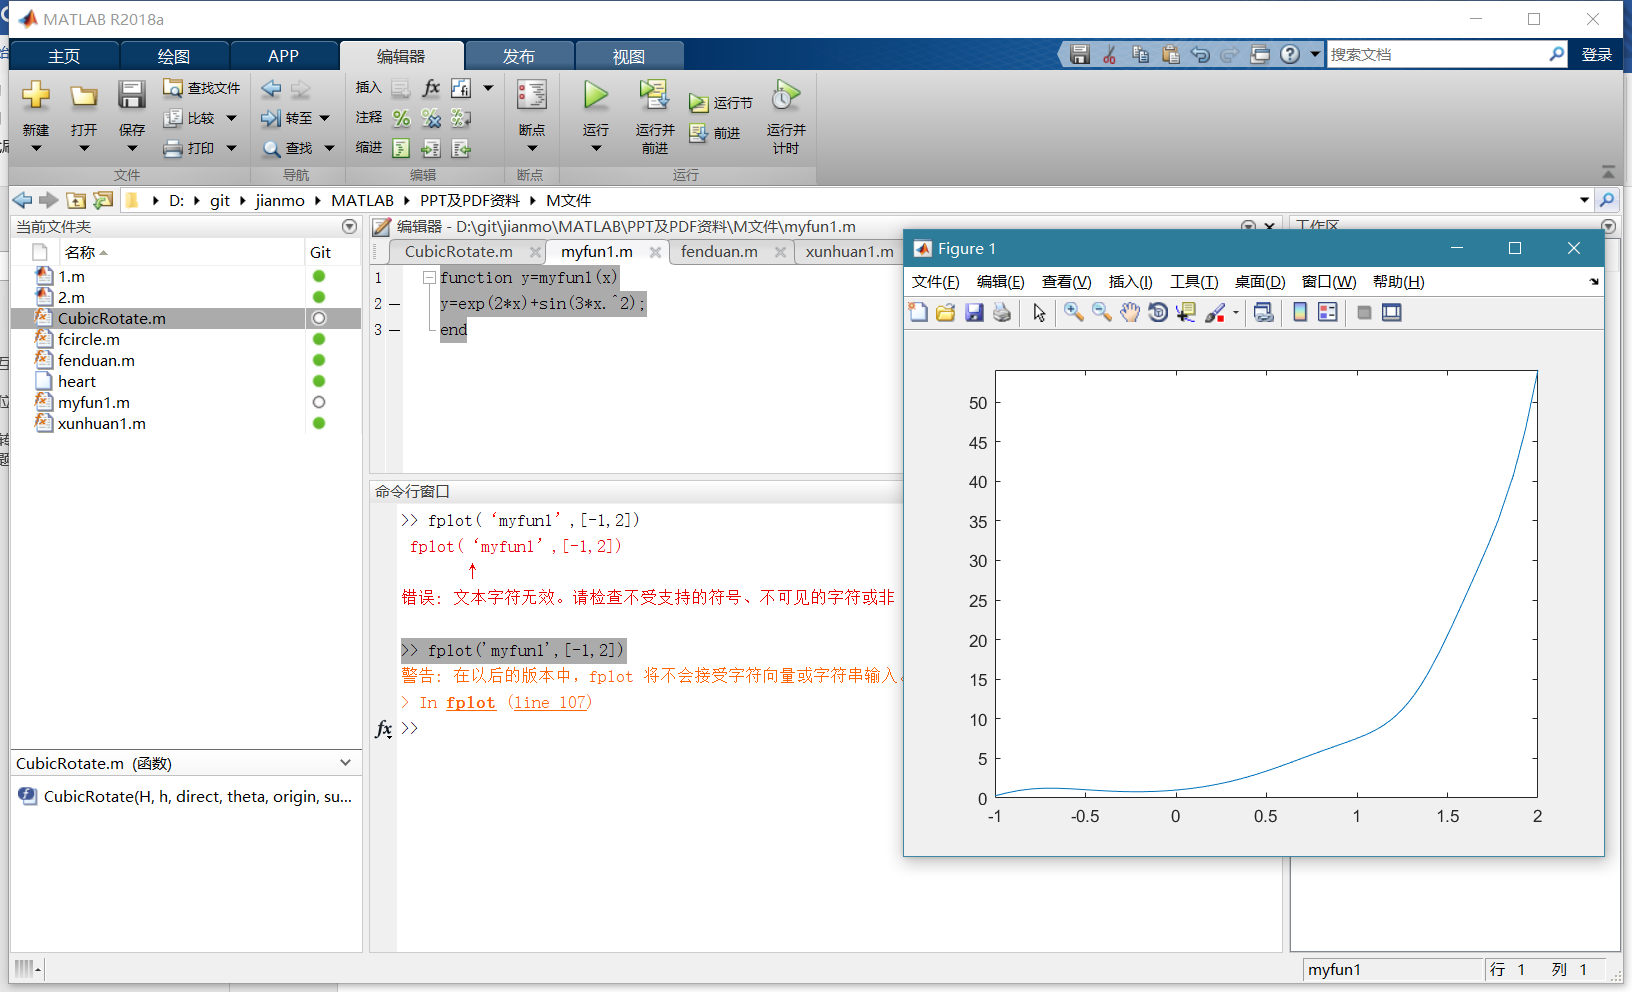 MATLAB R2018a
主页 绘图 APP 编辑器 发布 视图 搜索文档 登录
新建 打开 保存 查找文件 比较 打印 转至 查找 插入 注释 缩进 断点 运行 运行并前进 运行节 前进 运行并计时
文件 导航 编辑 断点 运行
D: git jianmo MATLAB PPT及PDF资料 M文件
当前文件夹
名称 Git
1.m
2.m
CubicRotate.m
fcircle.m
fenduan.m
heart
myfun1.m
xunhuan1.m
CubicRotate.m (函数)
CubicRotate(H, h, direct, theta, origin, su...
编辑器 - D:\git\jianmo\MATLAB\PPT及PDF资料\M文件\myfun1.m
CubicRotate.m myfun1.m fenduan.m xunhuan1.m
1 function y=myfun1(x)
2 y=exp(2*x)+sin(3*x.^2);
3 end
命令行窗口
>> fplot(‘myfun1’,[-1,2])
fplot(‘myfun1’,[-1,2])
↑
错误: 文本字符无效。请检查不受支持的符号、不可见的字符或非
>> fplot('myfun1',[-1,2])
警告: 在以后的版本中，fplot 将不会接受字符向量或字符串输入。
> In fplot (line 107)
fx >>
工作区
Figure 1
文件(F) 编辑(E) 查看(V) 插入(I) 工具(T) 桌面(D) 窗口(W) 帮助(H)
50
45
40
35
30
25
20
15
10
5
0
-1 -0.5 0 0.5 1 1.5 2
myfun1 行 1 列 1